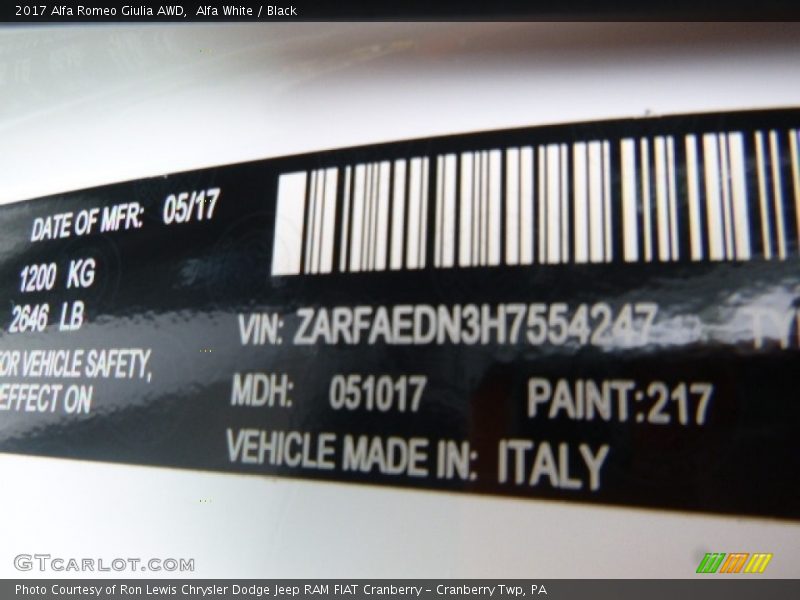 2017 Alfa Romeo Giulia AWD, Alfa White / Black
DATE OF MFR: 05/17
1200 KG
2646 LB
OR VEHICLE SAFETY,
EFFECT ON
VIN: ZARFAEDN3H7554247
MDH: 051017 PAINT:217
VEHICLE MADE IN: ITALY
GTCARLOT.COM
Photo Courtesy of Ron Lewis Chrysler Dodge Jeep RAM FIAT Cranberry – Cranberry Twp, PA